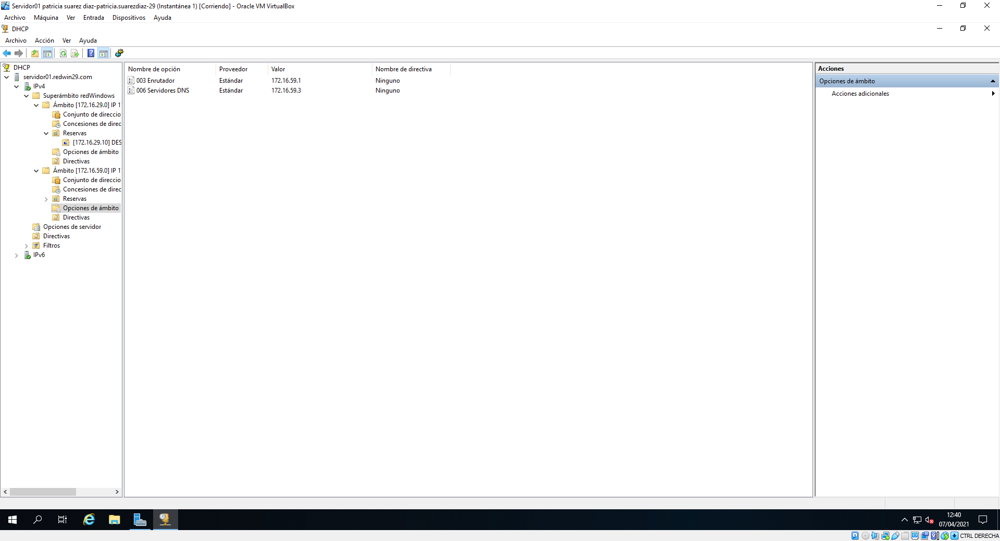 Servidor01 patricia suarez diaz-patricia.suarezdiaz-29 (Instantánea 1) [Corriendo] - Oracle VM VirtualBox
Archivo Máquina Ver Entrada Dispositivos Ayuda
DHCP
Archivo Acción Ver Ayuda
DHCP
servidor01.redwin29.com
IPv4
Superámbito redWindows
Ámbito [172.16.29.0] IP 1
Conjunto de direccio
Concesiones de direc
Reservas
[172.16.29.10] DES
Opciones de ámbito
Directivas
Ámbito [172.16.59.0] IP 1
Conjunto de direccio
Concesiones de direc
Reservas
Opciones de ámbito
Directivas
Opciones de servidor
Directivas
Filtros
IPv6
Nombre de opción Proveedor Valor Nombre de directiva
003 Enrutador Estándar 172.16.59.1 Ninguno
006 Servidores DNS Estándar 172.16.59.3 Ninguno
Acciones
Opciones de ámbito
Acciones adicionales
12:40
07/04/2021
CTRL DERECHA